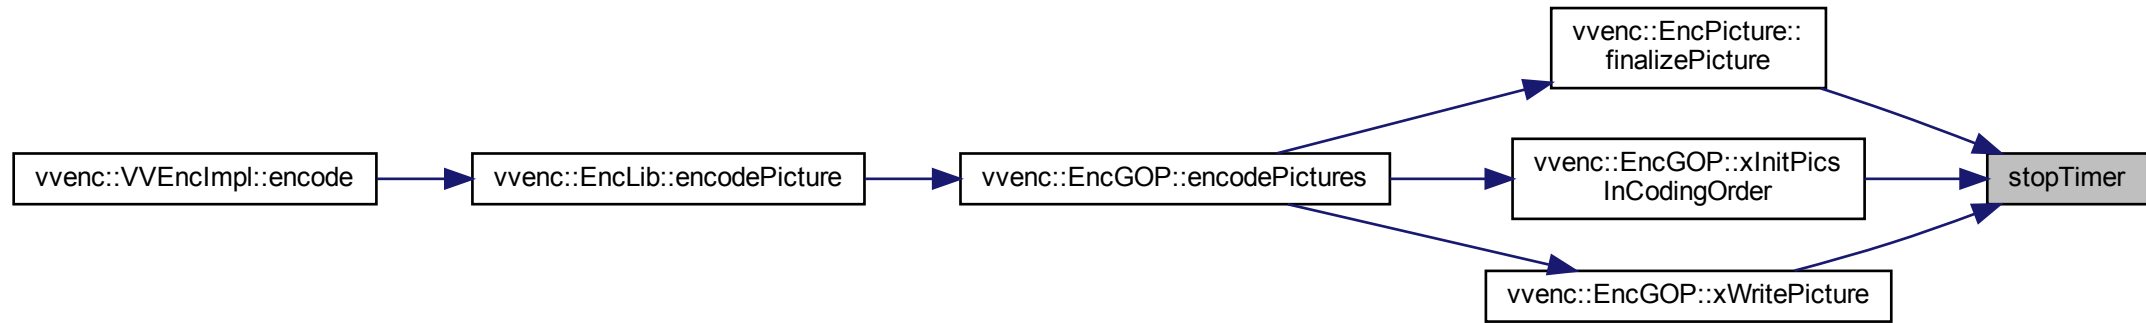 vvenc::VVEncImpl::encode
vvenc::EncLib::encodePicture
vvenc::EncGOP::encodePictures
vvenc::EncPicture::
finalizePicture
vvenc::EncGOP::xInitPics
InCodingOrder
vvenc::EncGOP::xWritePicture
stopTimer